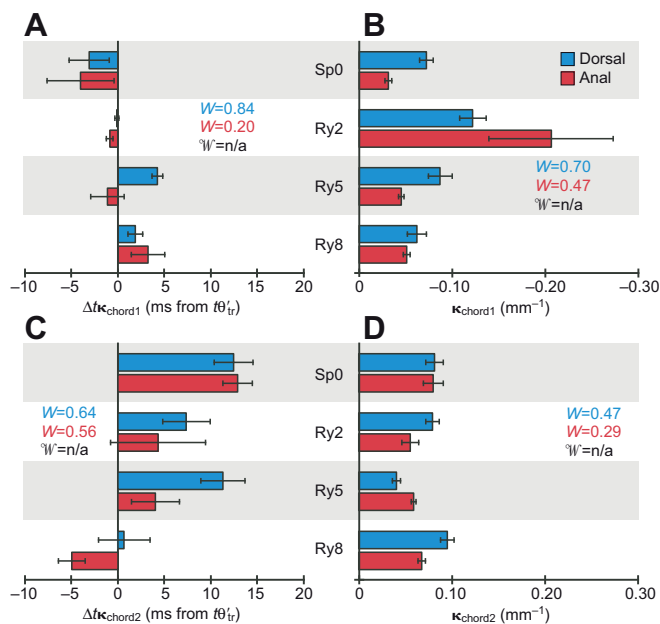 A
B
Sp0
Dorsal
Anal
Ry2
W=0.84
W=0.20
𝒲=n/a
Ry5
W=0.70
W=0.47
𝒲=n/a
Ry8
–10 –5 0 5 10 15 20
0 –0.10 –0.20 –0.30
Δtκchord1 (ms from tθ′tr)
κchord1 (mm–1)
C
D
Sp0
W=0.64
W=0.56
𝒲=n/a
Ry2
W=0.47
W=0.29
𝒲=n/a
Ry5
Ry8
–10 –5 0 5 10 15 20
0 0.10 0.20 0.30
Δtκchord2 (ms from tθ′tr)
κchord2 (mm–1)